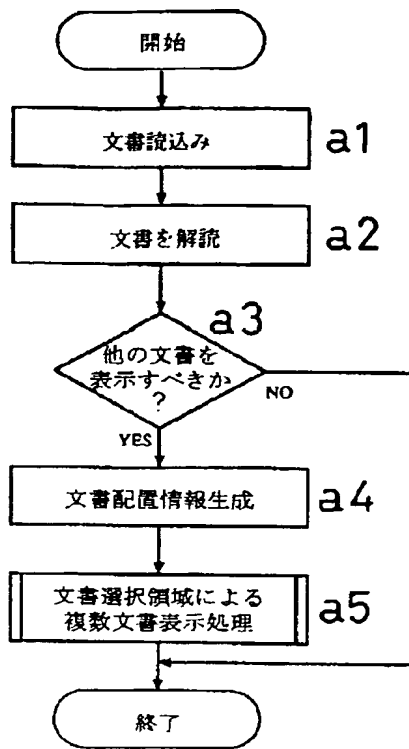 開始
文書読込み
a1
文書を解読
a2
a3
他の文書を
表示すべきか
?
NO
YES
文書配置情報生成
a4
文書選択領域による
複数文書表示処理
a5
終了